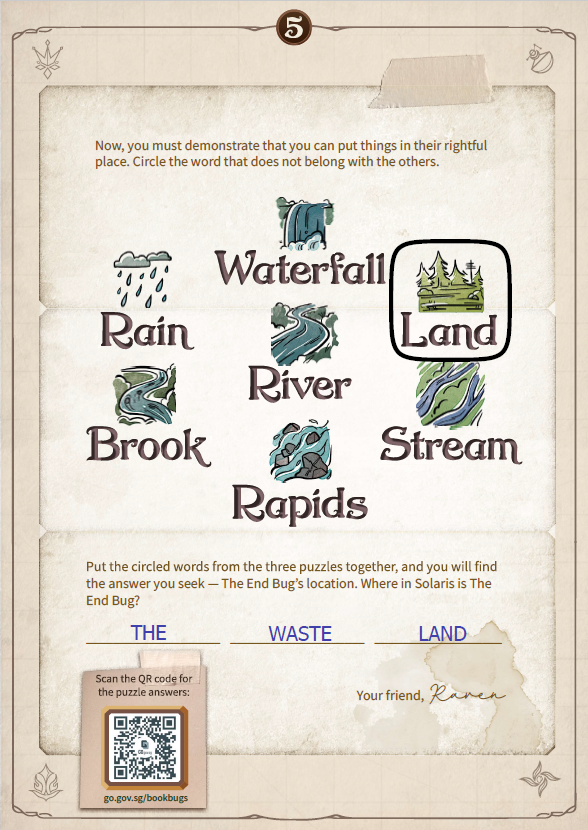 5
Now, you must demonstrate that you can put things in their rightful
place. Circle the word that does not belong with the others.
Waterfall
Rain
Land
River
Brook
Stream
Rapids
Put the circled words from the three puzzles together, and you will find
the answer you seek — The End Bug's location. Where in Solaris is The
End Bug?
THE WASTE LAND
Scan the QR code for
the puzzle answers:
Your friend, Raven
go.gov.sg/bookbugs